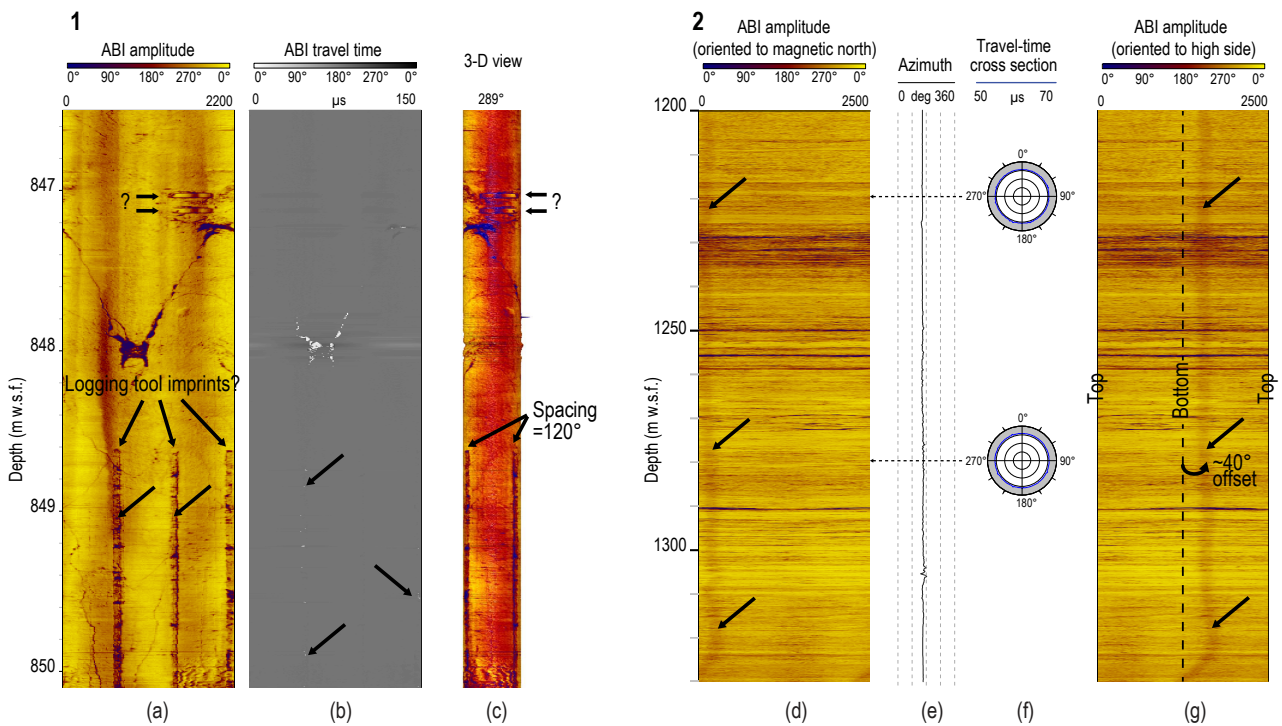 1
ABI amplitude
0° 90° 180° 270° 0°
0 2200
ABI travel time
0° 90° 180° 270° 0°
0 µs 150
3-D view
289°
Depth (m w.s.f.)
847
848
849
850
?
?
Logging tool imprints?
Spacing
=120°
(a)
(b)
(c)
2
ABI amplitude
(oriented to magnetic north)
0° 90° 180° 270° 0°
0 2500
Azimuth
0 deg 360
Travel-time
cross section
50 µs 70
ABI amplitude
(oriented to high side)
0° 90° 180° 270° 0°
0 2500
Depth (m w.s.f.)
1200
1250
1300
0°
270° 90°
180°
0°
270° 90°
180°
Top
Bottom
Top
~40°
offset
(d)
(e)
(f)
(g)